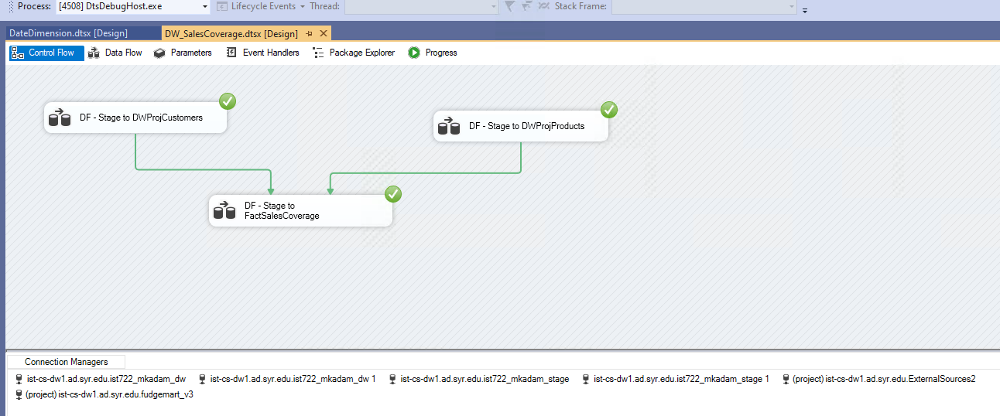 Process: [4508] DtsDebugHost.exe Lifecycle Events Thread: Stack Frame:
DateDimension.dtsx [Design] DW_SalesCoverage.dtsx [Design]
Control Flow Data Flow Parameters Event Handlers Package Explorer Progress
DF - Stage to DWProjCustomers
DF - Stage to DWProjProducts
DF - Stage to
FactSalesCoverage
Connection Managers
ist-cs-dw1.ad.syr.edu.ist722_mkadam_dw ist-cs-dw1.ad.syr.edu.ist722_mkadam_dw 1 ist-cs-dw1.ad.syr.edu.ist722_mkadam_stage ist-cs-dw1.ad.syr.edu.ist722_mkadam_stage 1 (project) ist-cs-dw1.ad.syr.edu.ExternalSources2
(project) ist-cs-dw1.ad.syr.edu.fudgemart_v3